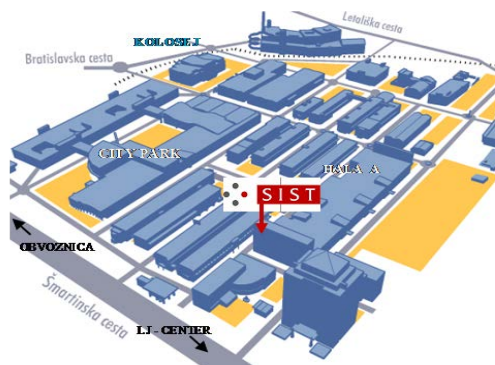 Letališka cesta
KOLOSEJ
Bratislavska cesta
CITY PARK
HALA A
SIST
OBVOZNICA
Šmartinska cesta
LJ - CENTER